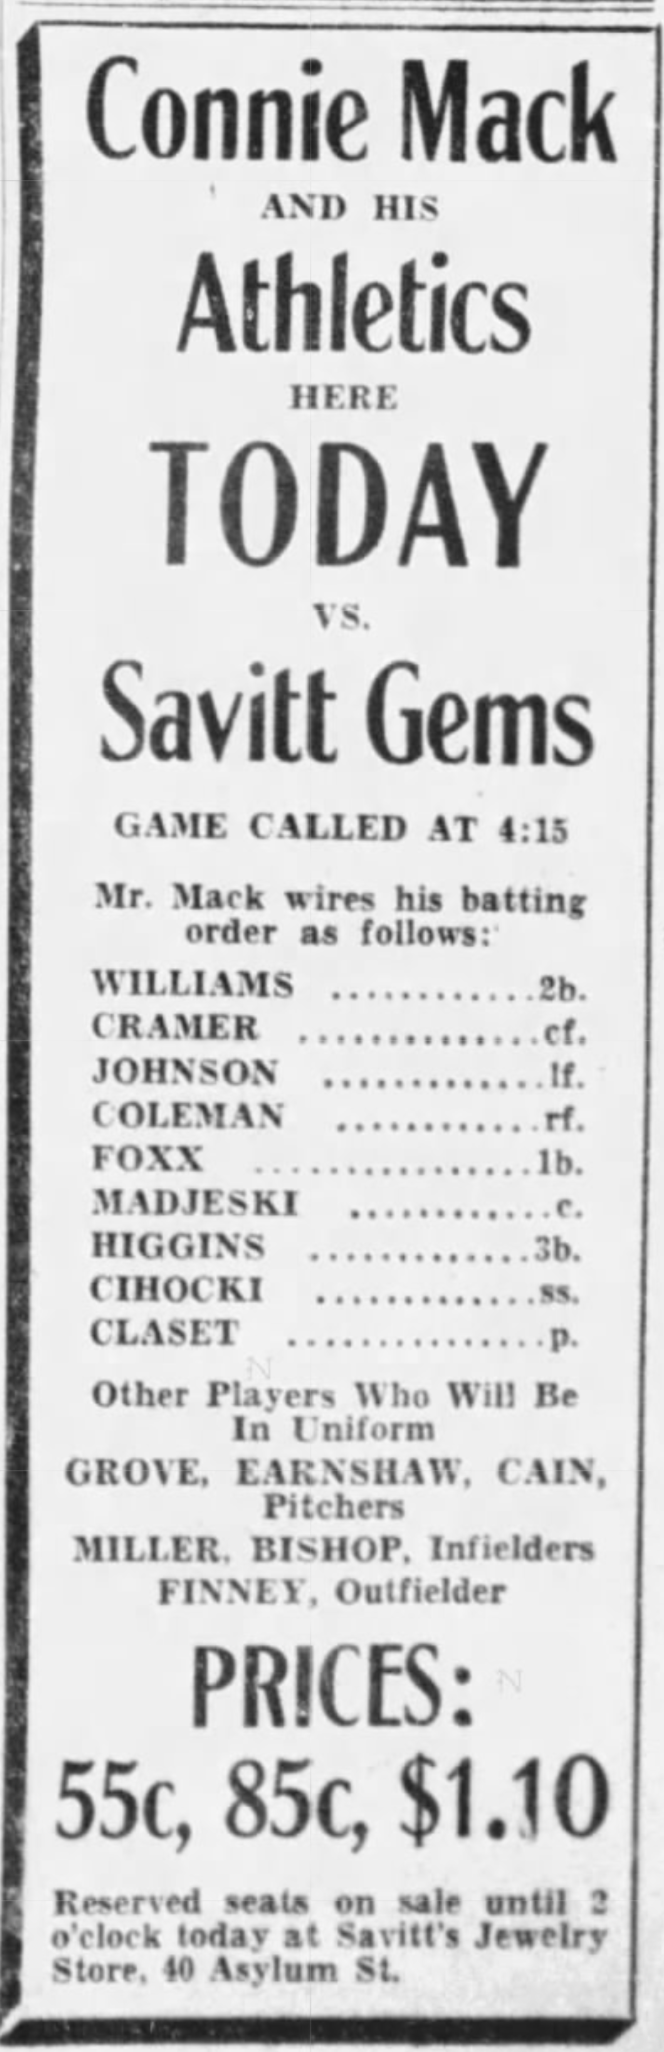 Connie Mack
AND HIS
Athletics
HERE
TODAY
VS.
Savitt Gems
GAME CALLED AT 4:15
Mr. Mack wires his batting
order as follows:
WILLIAMS ............2b.
CRAMER ..............cf.
JOHNSON .............lf.
COLEMAN ............rf.
FOXX ................1b.
MADJESKI ............c.
HIGGINS .............3b.
CIHOCKI .............ss.
CLASET ...............p.
Other Players Who Will Be
In Uniform
GROVE, EARNSHAW, CAIN,
Pitchers
MILLER, BISHOP, Infielders
FINNEY, Outfielder
PRICES:
55c, 85c, $1.10
Reserved seats on sale until 2
o'clock today at Savitt's Jewelry
Store, 40 Asylum St.